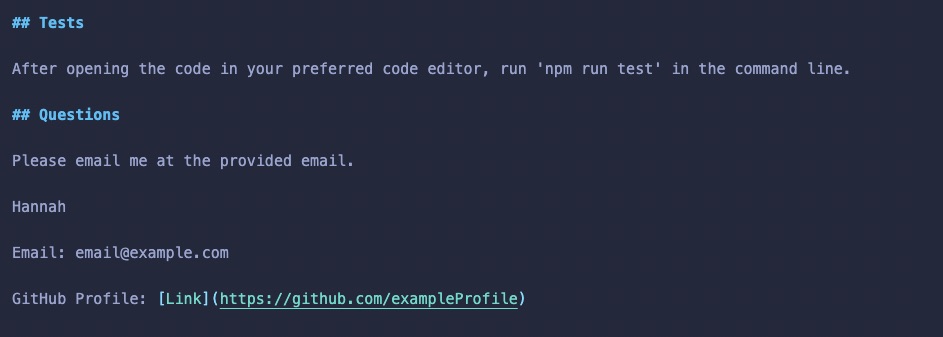 ## Tests
After opening the code in your preferred code editor, run 'npm run test' in the command line.
## Questions
Please email me at the provided email.
Hannah
Email: email@example.com
GitHub Profile: [Link](https://github.com/exampleProfile)